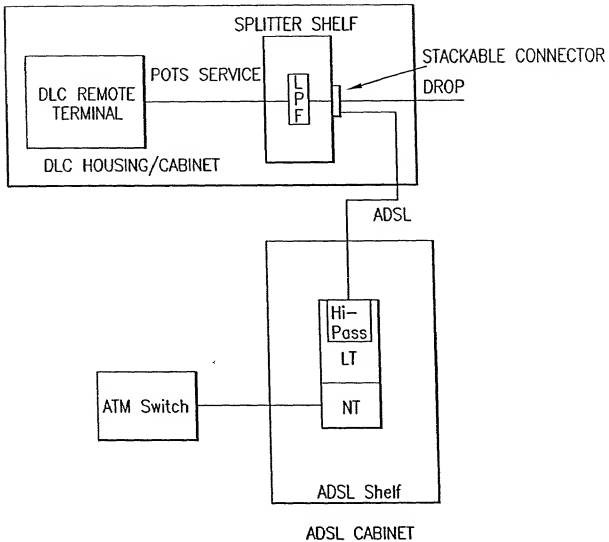 SPLITTER SHELF
STACKABLE CONNECTOR
POTS SERVICE
DLC REMOTE
TERMINAL
LPF
DROP
DLC HOUSING/CABINET
ADSL
Hi-
Pass
LT
ATM Switch
NT
ADSL Shelf
ADSL CABINET